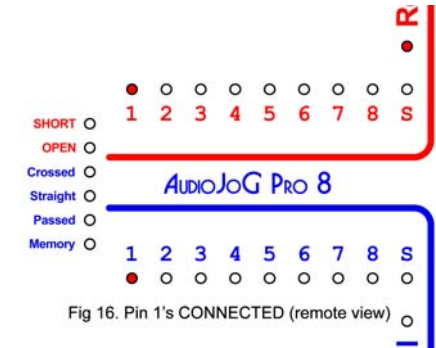 R
1 2 3 4 5 6 7 8 S
SHORT
OPEN
Crossed
Straight
Passed
Memory
AUDIOJOG PRO 8
1 2 3 4 5 6 7 8 S
Fig 16. Pin 1's CONNECTED (remote view)